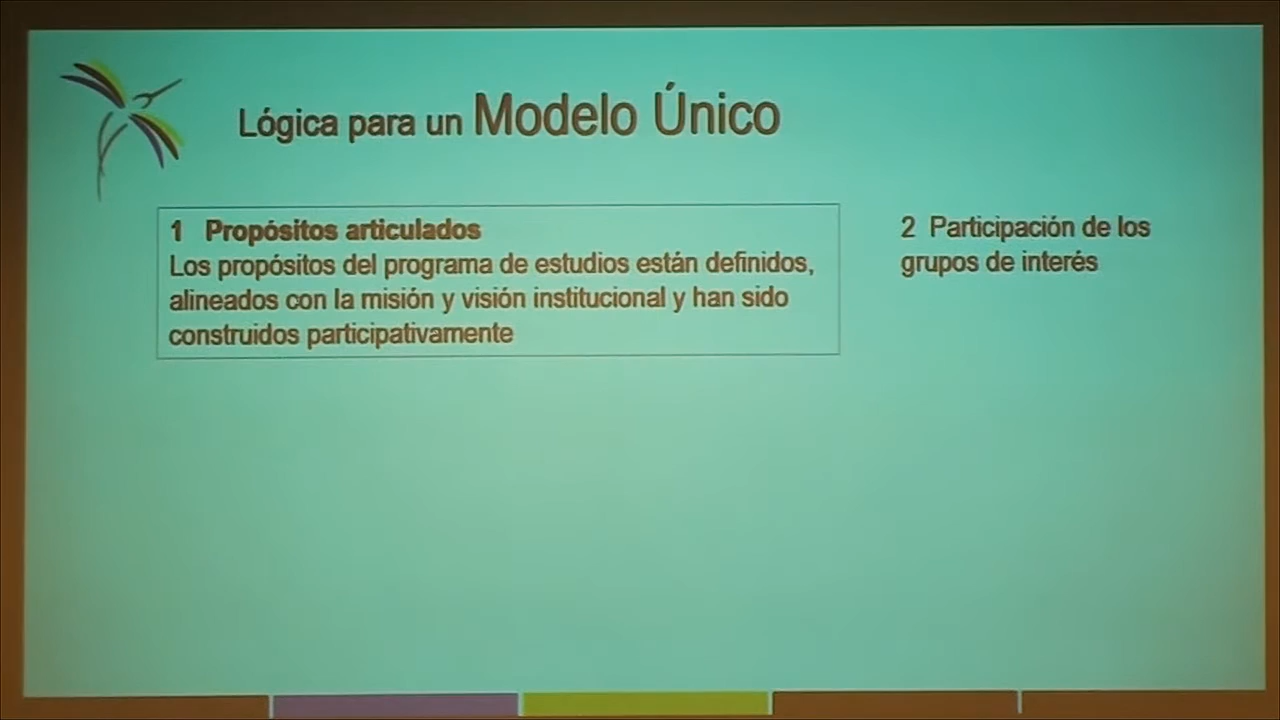 Lógica para un Modelo Único
1 Propósitos articulados
Los propósitos del programa de estudios están definidos,
alineados con la misión y visión institucional y han sido
construidos participativamente
2 Participación de los
grupos de interés